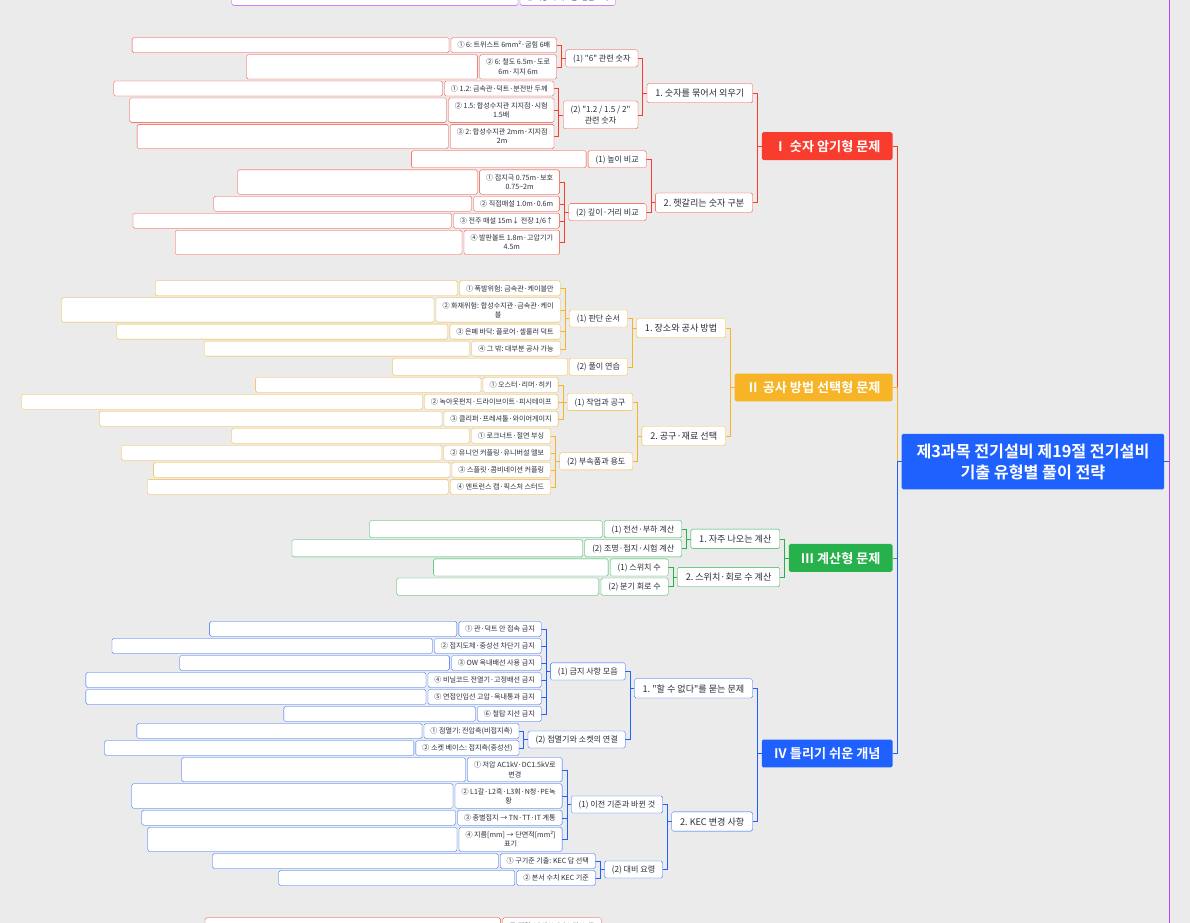 제3과목 전기설비 제19절 전기설비
기출 유형별 풀이 전략
Ⅰ 숫자 암기형 문제
1. 숫자를 묶어서 외우기
(1) "6" 관련 숫자
① 6: 트위스트 6mm²·굽힘 6배
② 6: 철도 6.5m·도로
6m·지지 6m
(2) "1.2 / 1.5 / 2"
관련 숫자
① 1.2: 금속관·덕트·분전반 두께
② 1.5: 합성수지관 지지점·시험
1.5배
③ 2: 합성수지관 2mm·지지점
2m
2. 헷갈리는 숫자 구분
(1) 높이 비교
(2) 깊이·거리 비교
① 접지극 0.75m·보호
0.75~2m
② 직접매설 1.0m·0.6m
③ 전주 매설 15m↓ 전장 1/6↑
④ 발판볼트 1.8m·고압기기
4.5m
II 공사 방법 선택형 문제
1. 장소와 공사 방법
(1) 판단 순서
① 폭발위험: 금속관·케이블만
② 화재위험: 합성수지관·금속관·케이
블
③ 은폐 바닥: 플로어·셀룰러 덕트
④ 그 밖: 대부분 공사 가능
(2) 풀이 연습
2. 공구·재료 선택
(1) 작업과 공구
① 오스터·리머·히키
② 녹아웃펀치·드라이브이트·피시테이프
③ 클리퍼·프레셔툴·와이어게이지
(2) 부속품과 용도
① 로크너트·절연 부싱
② 유니언 커플링·유니버설 엘보
③ 스플릿·콤비네이션 커플링
④ 엔트런스 캡·픽스처 스터드
III 계산형 문제
1. 자주 나오는 계산
(1) 전선·부하 계산
(2) 조명·접지·시험 계산
2. 스위치·회로 수 계산
(1) 스위치 수
(2) 분기 회로 수
IV 틀리기 쉬운 개념
1. "할 수 없다"를 묻는 문제
(1) 금지 사항 모음
① 관·덕트 안 접속 금지
② 접지도체·중성선 차단기 금지
③ OW 옥내배선 사용 금지
④ 비닐코드 전열기·고정배선 금지
⑤ 연접인입선 고압·옥내통과 금지
⑥ 철탑 지선 금지
(2) 점멸기와 소켓의 연결
① 점멸기: 전압측(비접지측)
② 소켓 베이스: 접지측(중성선)
2. KEC 변경 사항
(1) 이전 기준과 바뀐 것
① 저압 AC1kV·DC1.5kV로
변경
② L1갈·L2흑·L3회·N청·PE녹
황
③ 종별접지 → TN·TT·IT 계통
④ 지름[mm] → 단면적[mm²]
표기
(2) 대비 요령
① 구기준 기출: KEC 답 선택
② 본서 수치 KEC 기준